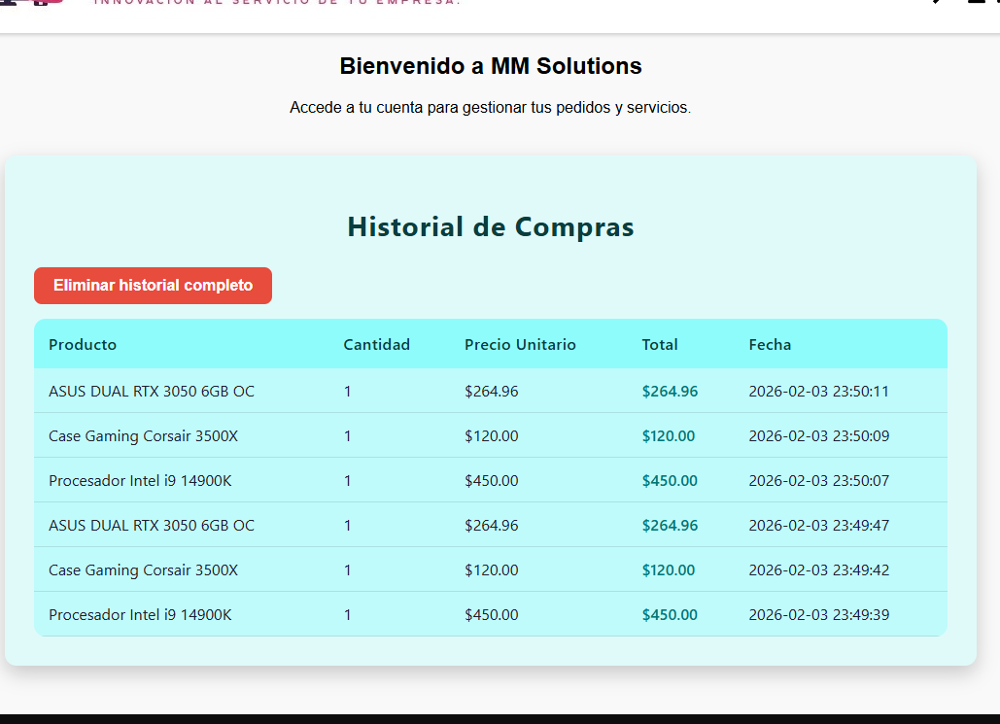 INNOVACIÓN AL SERVICIO DE TU EMPRESA.
Bienvenido a MM Solutions
Accede a tu cuenta para gestionar tus pedidos y servicios.
Historial de Compras
Eliminar historial completo
Producto Cantidad Precio Unitario Total Fecha
ASUS DUAL RTX 3050 6GB OC 1 $264.96 $264.96 2026-02-03 23:50:11
Case Gaming Corsair 3500X 1 $120.00 $120.00 2026-02-03 23:50:09
Procesador Intel i9 14900K 1 $450.00 $450.00 2026-02-03 23:50:07
ASUS DUAL RTX 3050 6GB OC 1 $264.96 $264.96 2026-02-03 23:49:47
Case Gaming Corsair 3500X 1 $120.00 $120.00 2026-02-03 23:49:42
Procesador Intel i9 14900K 1 $450.00 $450.00 2026-02-03 23:49:39